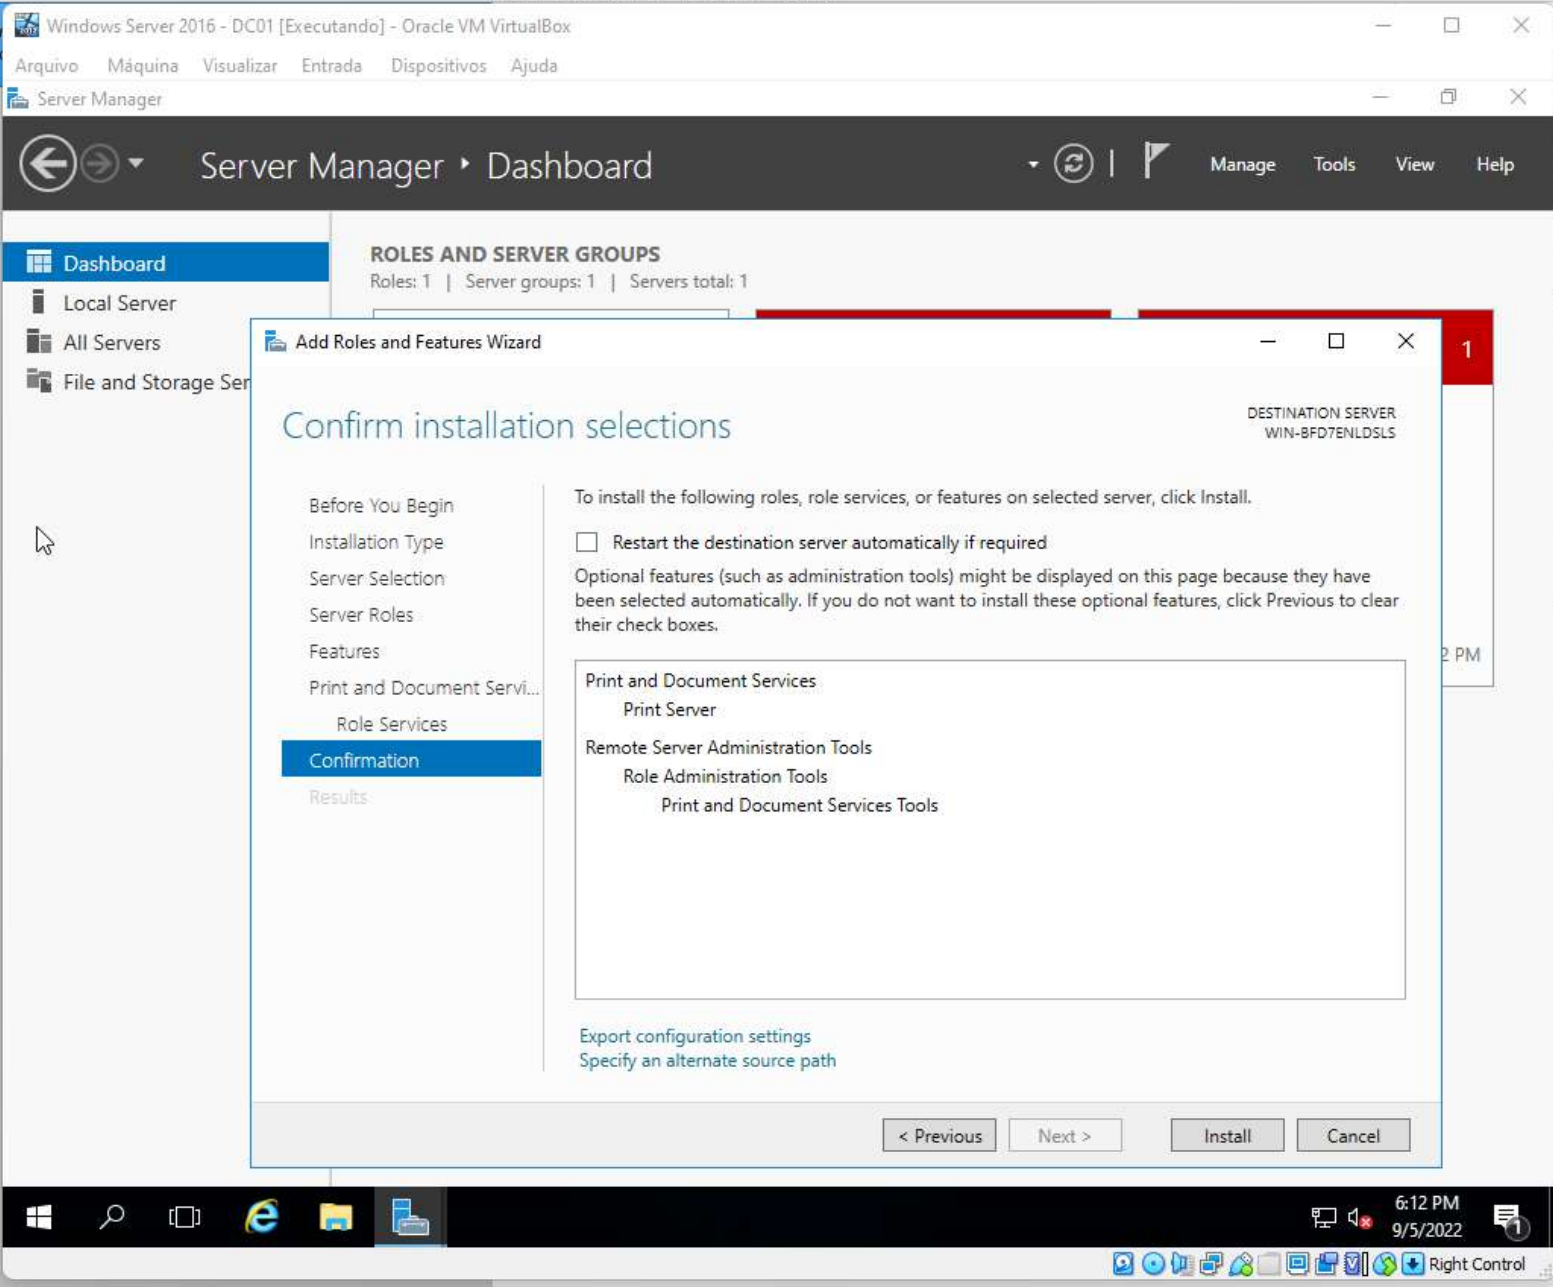 Windows Server 2016 - DC01 [Executando] - Oracle VM VirtualBox
Arquivo Máquina Visualizar Entrada Dispositivos Ajuda
Server Manager
Server Manager ‣ Dashboard
Manage Tools View Help
Dashboard
Local Server
All Servers
File and Storage Ser
ROLES AND SERVER GROUPS
Roles: 1 | Server groups: 1 | Servers total: 1
1
2 PM
Add Roles and Features Wizard
Confirm installation selections
DESTINATION SERVER
WIN-BFD7ENLDSLS
Before You Begin
Installation Type
Server Selection
Server Roles
Features
Print and Document Servi...
Role Services
Confirmation
Results
To install the following roles, role services, or features on selected server, click Install.
Restart the destination server automatically if required
Optional features (such as administration tools) might be displayed on this page because they have
been selected automatically. If you do not want to install these optional features, click Previous to clear
their check boxes.
Print and Document Services
Print Server
Remote Server Administration Tools
Role Administration Tools
Print and Document Services Tools
Export configuration settings
Specify an alternate source path
< Previous Next > Install Cancel
6:12 PM
9/5/2022
1
Right Control